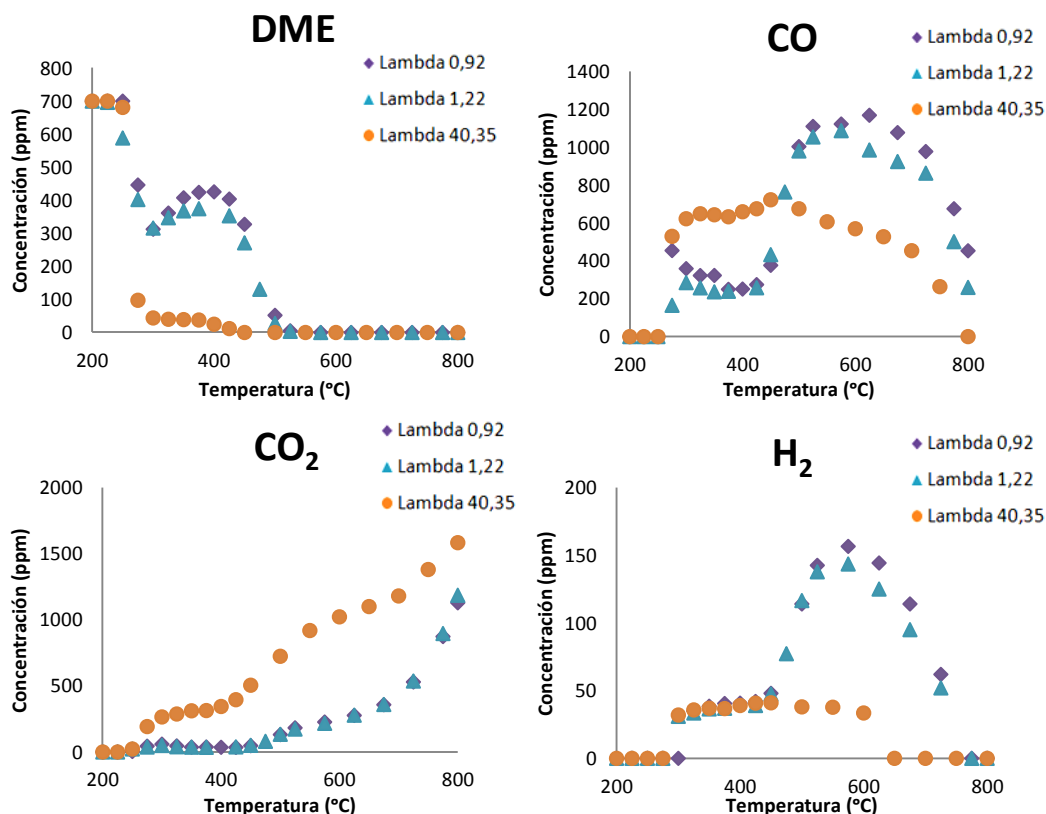 DME
Lambda 0,92
Lambda 1,22
Lambda 40,35
Concentración (ppm)
800
700
600
500
400
300
200
100
0
200 400 600 800
Temperatura (°C)
CO
Lambda 0,92
Lambda 1,22
Lambda 40,35
Concentración (ppm)
1400
1200
1000
800
600
400
200
0
200 400 600 800
Temperatura (°C)
CO₂
Lambda 0,92
Lambda 1,22
Lambda 40,35
Concentración (ppm)
2000
1500
1000
500
0
200 400 600 800
Temperatura (°C)
H₂
Lambda 0,92
Lambda 1,22
Lambda 40,35
Concentración (ppm)
200
150
100
50
0
200 400 600 800
Temperatura (°C)